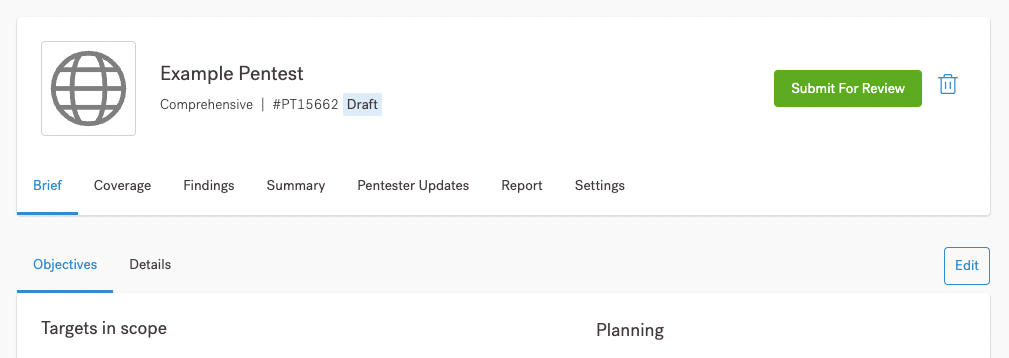 Example Pentest
Comprehensive | #PT15662 Draft
Submit For Review
Brief Coverage Findings Summary Pentester Updates Report Settings
Objectives Details
Edit
Targets in scope
Planning